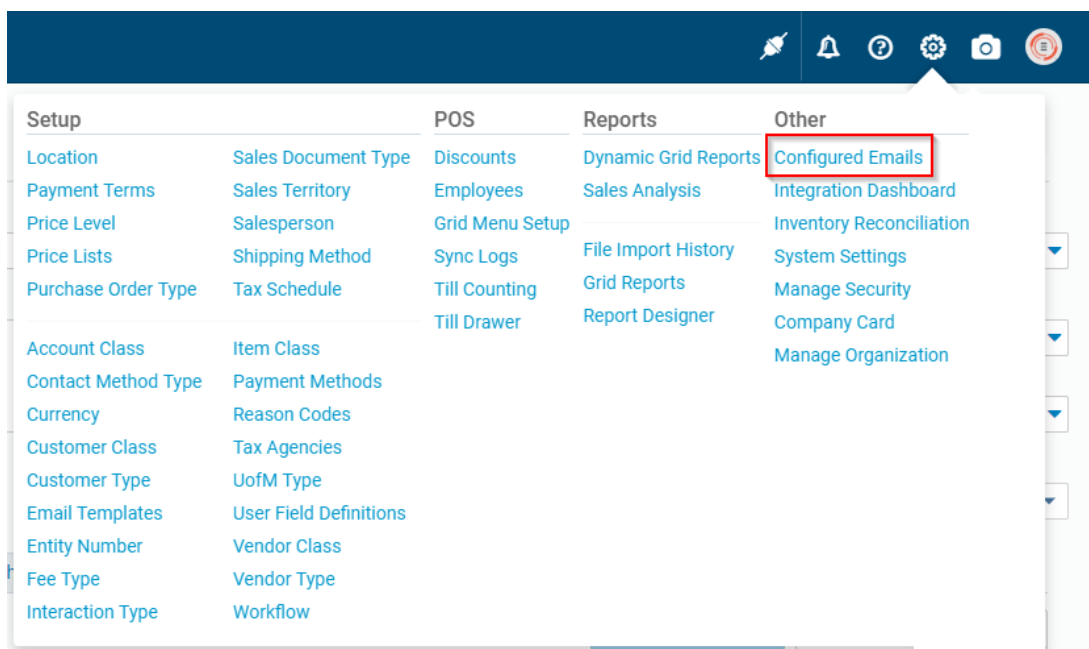 Setup
Location
Payment Terms
Price Level
Price Lists
Purchase Order Type
Account Class
Contact Method Type
Currency
Customer Class
Customer Type
Email Templates
Entity Number
Fee Type
Interaction Type
Sales Document Type
Sales Territory
Salesperson
Shipping Method
Tax Schedule
Item Class
Payment Methods
Reason Codes
Tax Agencies
UofM Type
User Field Definitions
Vendor Class
Vendor Type
Workflow
POS
Discounts
Employees
Grid Menu Setup
Sync Logs
Till Counting
Till Drawer
Reports
Dynamic Grid Reports
Sales Analysis
File Import History
Grid Reports
Report Designer
Other
Configured Emails
Integration Dashboard
Inventory Reconciliation
System Settings
Manage Security
Company Card
Manage Organization